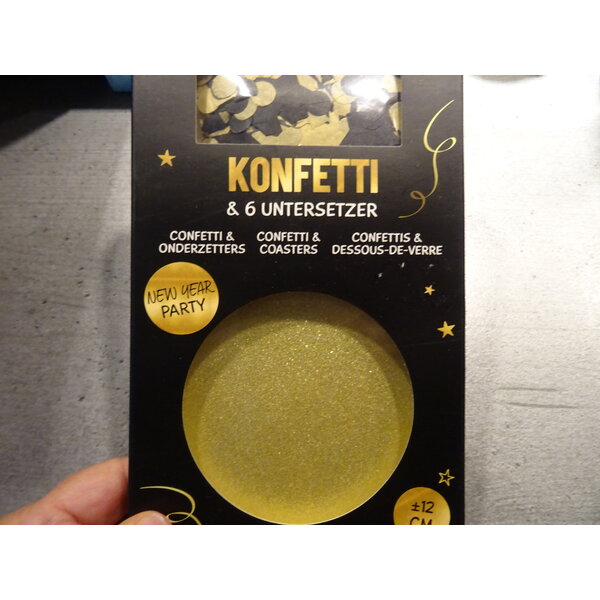 KONFETTI
& 6 UNTERSETZER
CONFETTI & ONDERZETTERS
CONFETTI & COASTERS
CONFETTIS & DESSOUS-DE-VERRE
NEW YEAR
PARTY
±12
CM